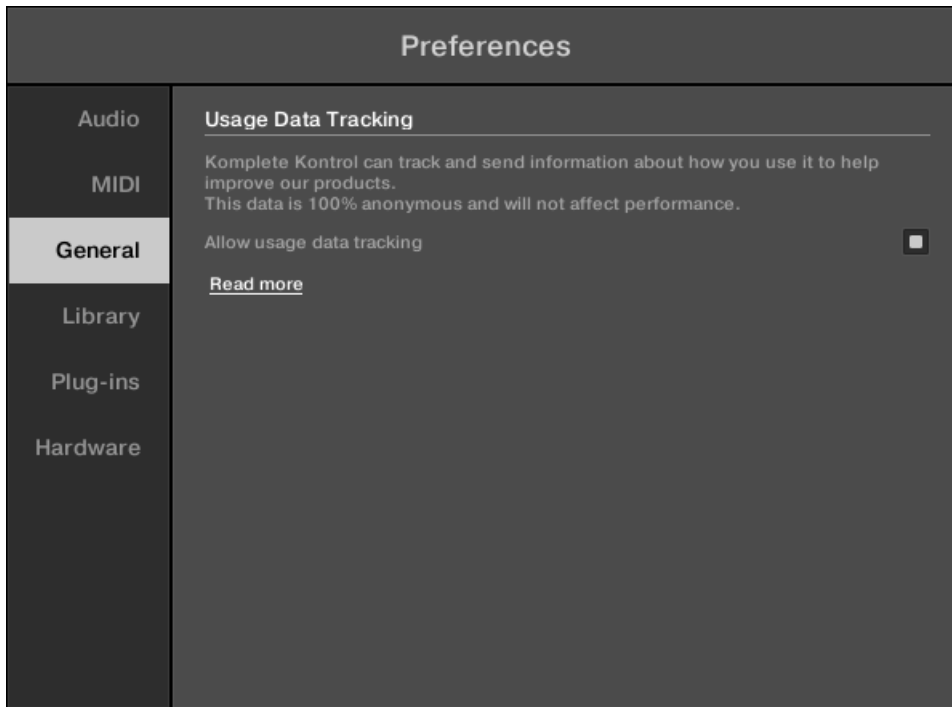 Preferences
Audio
MIDI
General
Library
Plug-ins
Hardware
Usage Data Tracking
Komplete Kontrol can track and send information about how you use it to help
improve our products.
This data is 100% anonymous and will not affect performance.
Allow usage data tracking
Read more